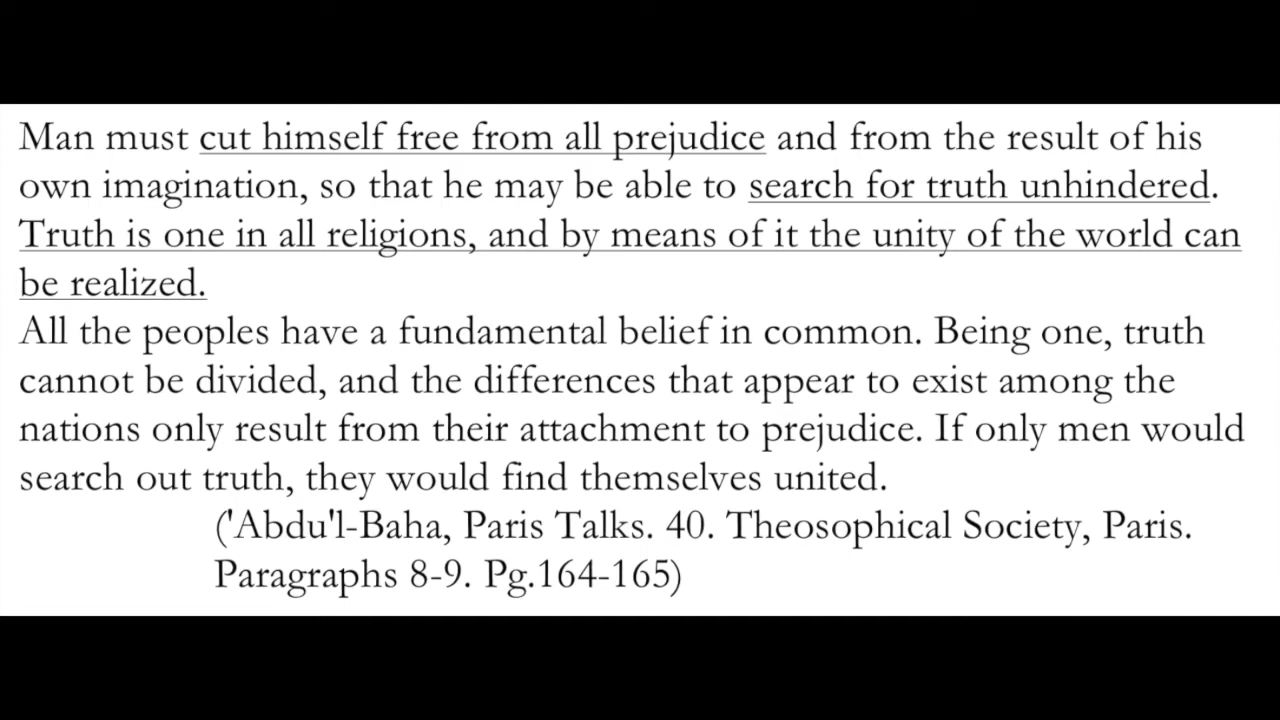 Man must cut himself free from all prejudice and from the result of his
own imagination, so that he may be able to search for truth unhindered.
Truth is one in all religions, and by means of it the unity of the world can
be realized.
All the peoples have a fundamental belief in common. Being one, truth
cannot be divided, and the differences that appear to exist among the
nations only result from their attachment to prejudice. If only men would
search out truth, they would find themselves united.
('Abdu'l-Baha, Paris Talks. 40. Theosophical Society, Paris.
Paragraphs 8-9. Pg.164-165)